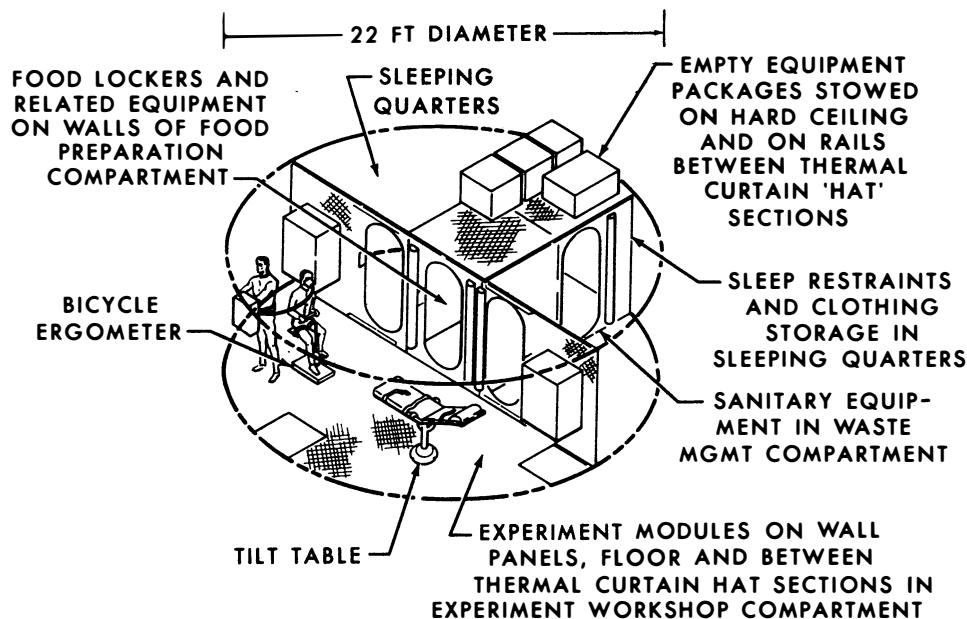 22 FT DIAMETER
FOOD LOCKERS AND
RELATED EQUIPMENT
ON WALLS OF FOOD
PREPARATION
COMPARTMENT
SLEEPING
QUARTERS
EMPTY EQUIPMENT
PACKAGES STOWED
ON HARD CEILING
AND ON RAILS
BETWEEN THERMAL
CURTAIN 'HAT'
SECTIONS
BICYCLE
ERGOMETER
SLEEP RESTRAINTS
AND CLOTHING
STORAGE IN
SLEEPING QUARTERS
SANITARY EQUIP-
MENT IN WASTE
MGMT COMPARTMENT
TILT TABLE
EXPERIMENT MODULES ON WALL
PANELS, FLOOR AND BETWEEN
THERMAL CURTAIN HAT SECTIONS IN
EXPERIMENT WORKSHOP COMPARTMENT